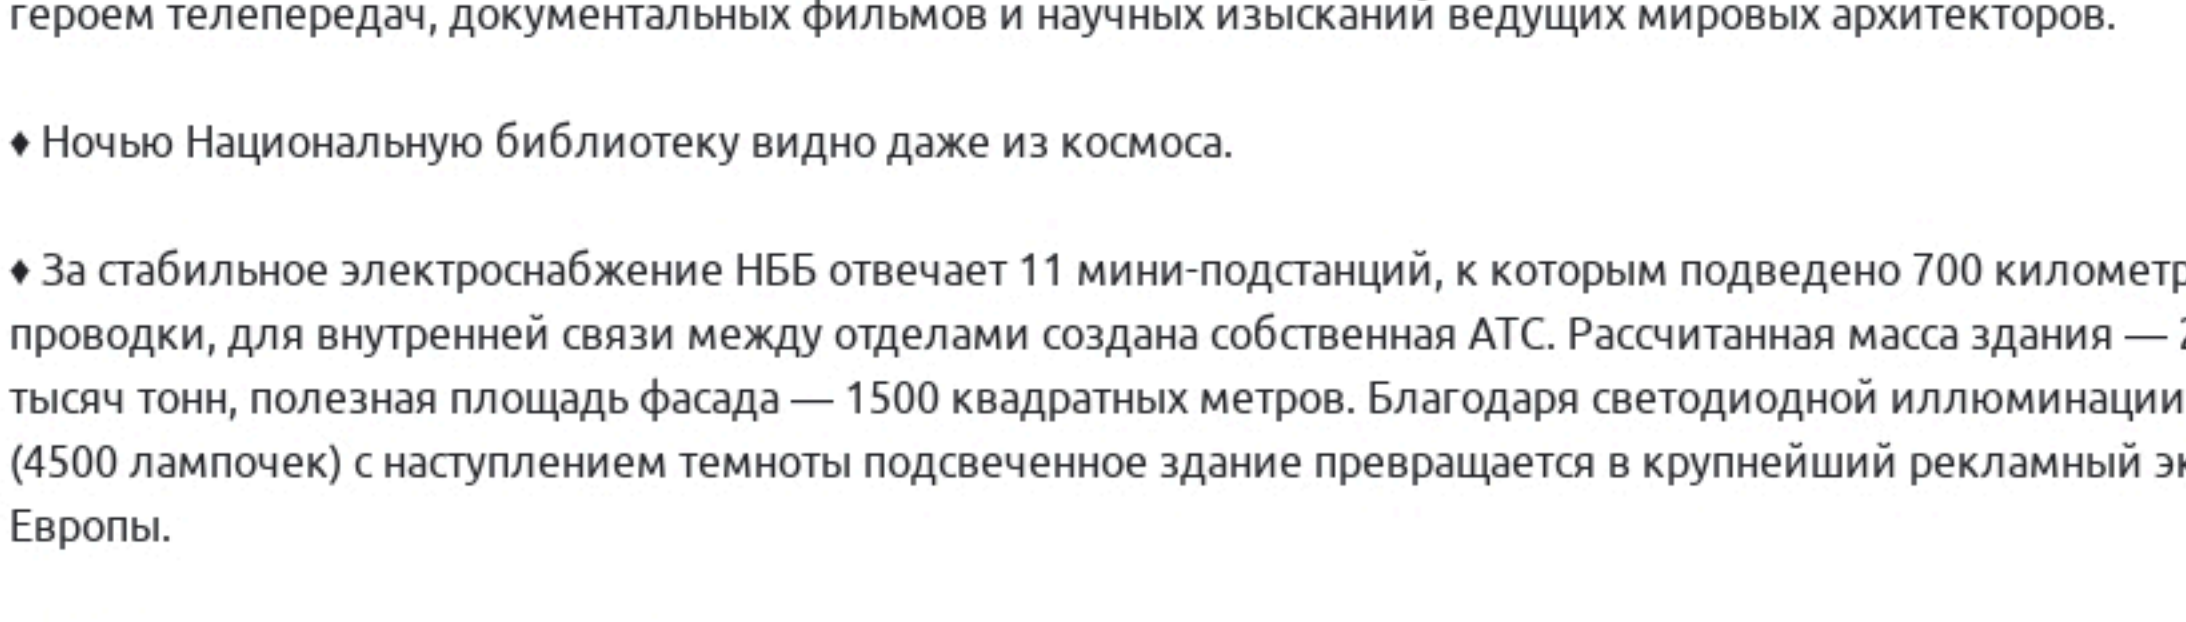 героем телепередач, документальных фильмов и научных изысканий ведущих мировых архитекторов.
♦ Ночью Национальную библиотеку видно даже из космоса.
♦ За стабильное электроснабжение НББ отвечает 11 мини-подстанций, к которым подведено 700
проводки, для внутренней связи между отделами создана собственная АТС. Рассчитанная масса здания —
тысяч тонн, полезная площадь фасада — 1500 квадратных метров. Благодаря светодиодной иллюминации
(4500 лампочек) с наступлением темноты подсвеченное здание превращается в крупнейший рекламный
Европы.